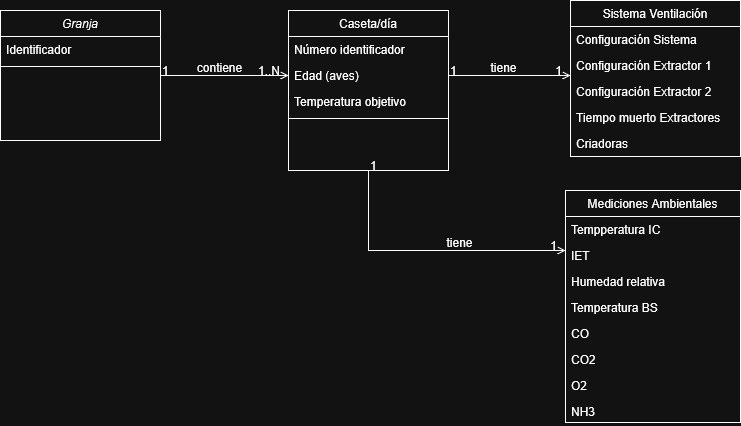 Granja
Identificador
1
contiene
1..N
Caseta/día
Número identificador
Edad (aves)
Temperatura objetivo
1
tiene
1
Sistema Ventilación
Configuración Sistema
Configuración Extractor 1
Configuración Extractor 2
Tiempo muerto Extractores
Criadoras
1
tiene
1
Mediciones Ambientales
Tempperatura IC
IET
Humedad relativa
Temperatura BS
CO
CO2
O2
NH3